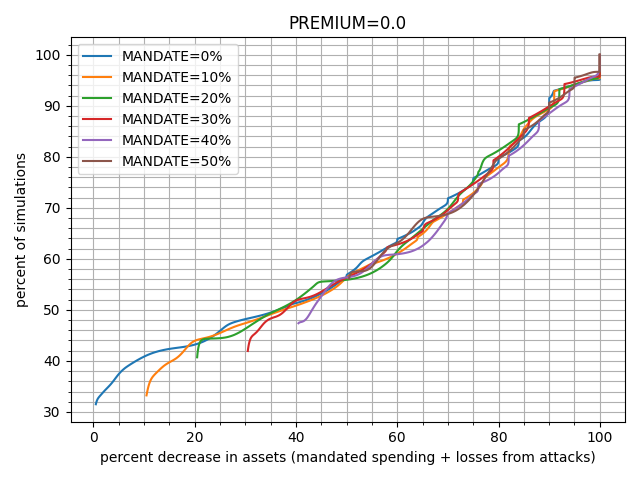 PREMIUM=0.0
MANDATE=0%
MANDATE=10%
MANDATE=20%
MANDATE=30%
MANDATE=40%
MANDATE=50%
percent of simulations
100
90
80
70
60
50
40
30
0 20 40 60 80 100
percent decrease in assets (mandated spending + losses from attacks)